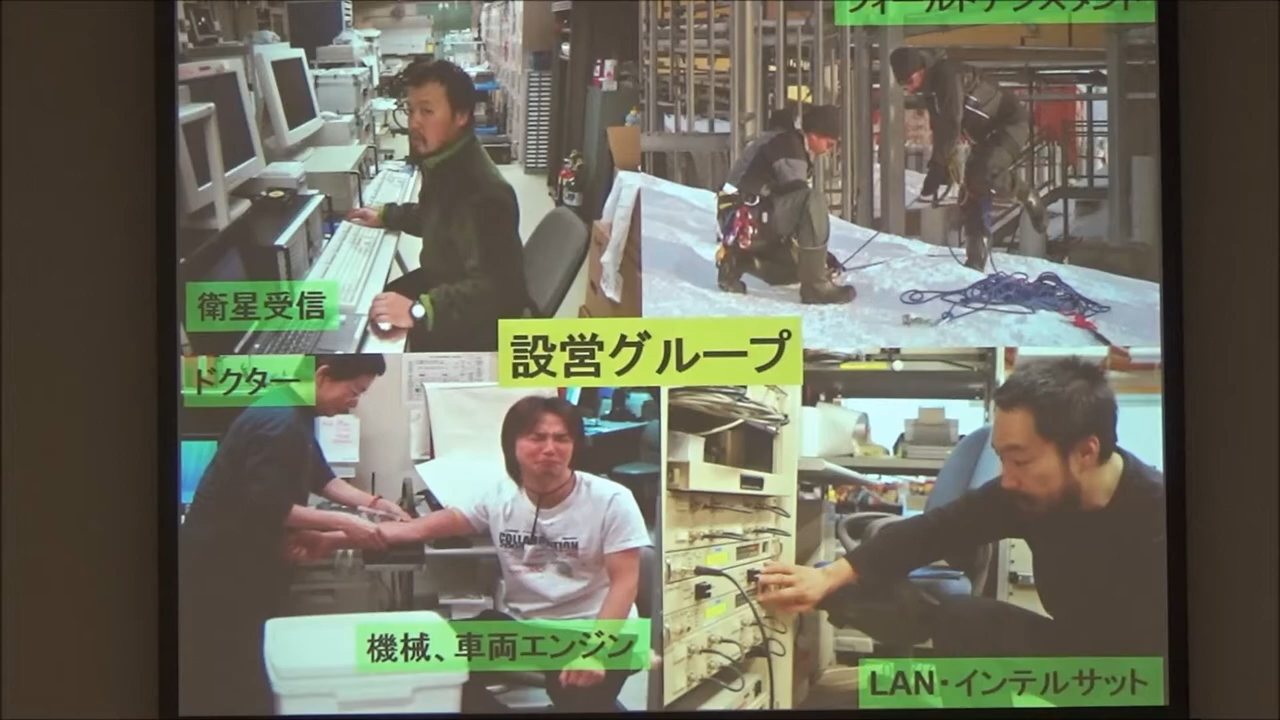 フィールドアシスタント
衛星受信
設営グループ
ドクター
COLLABORATION
機械、車両エンジン
LAN・インテルサット